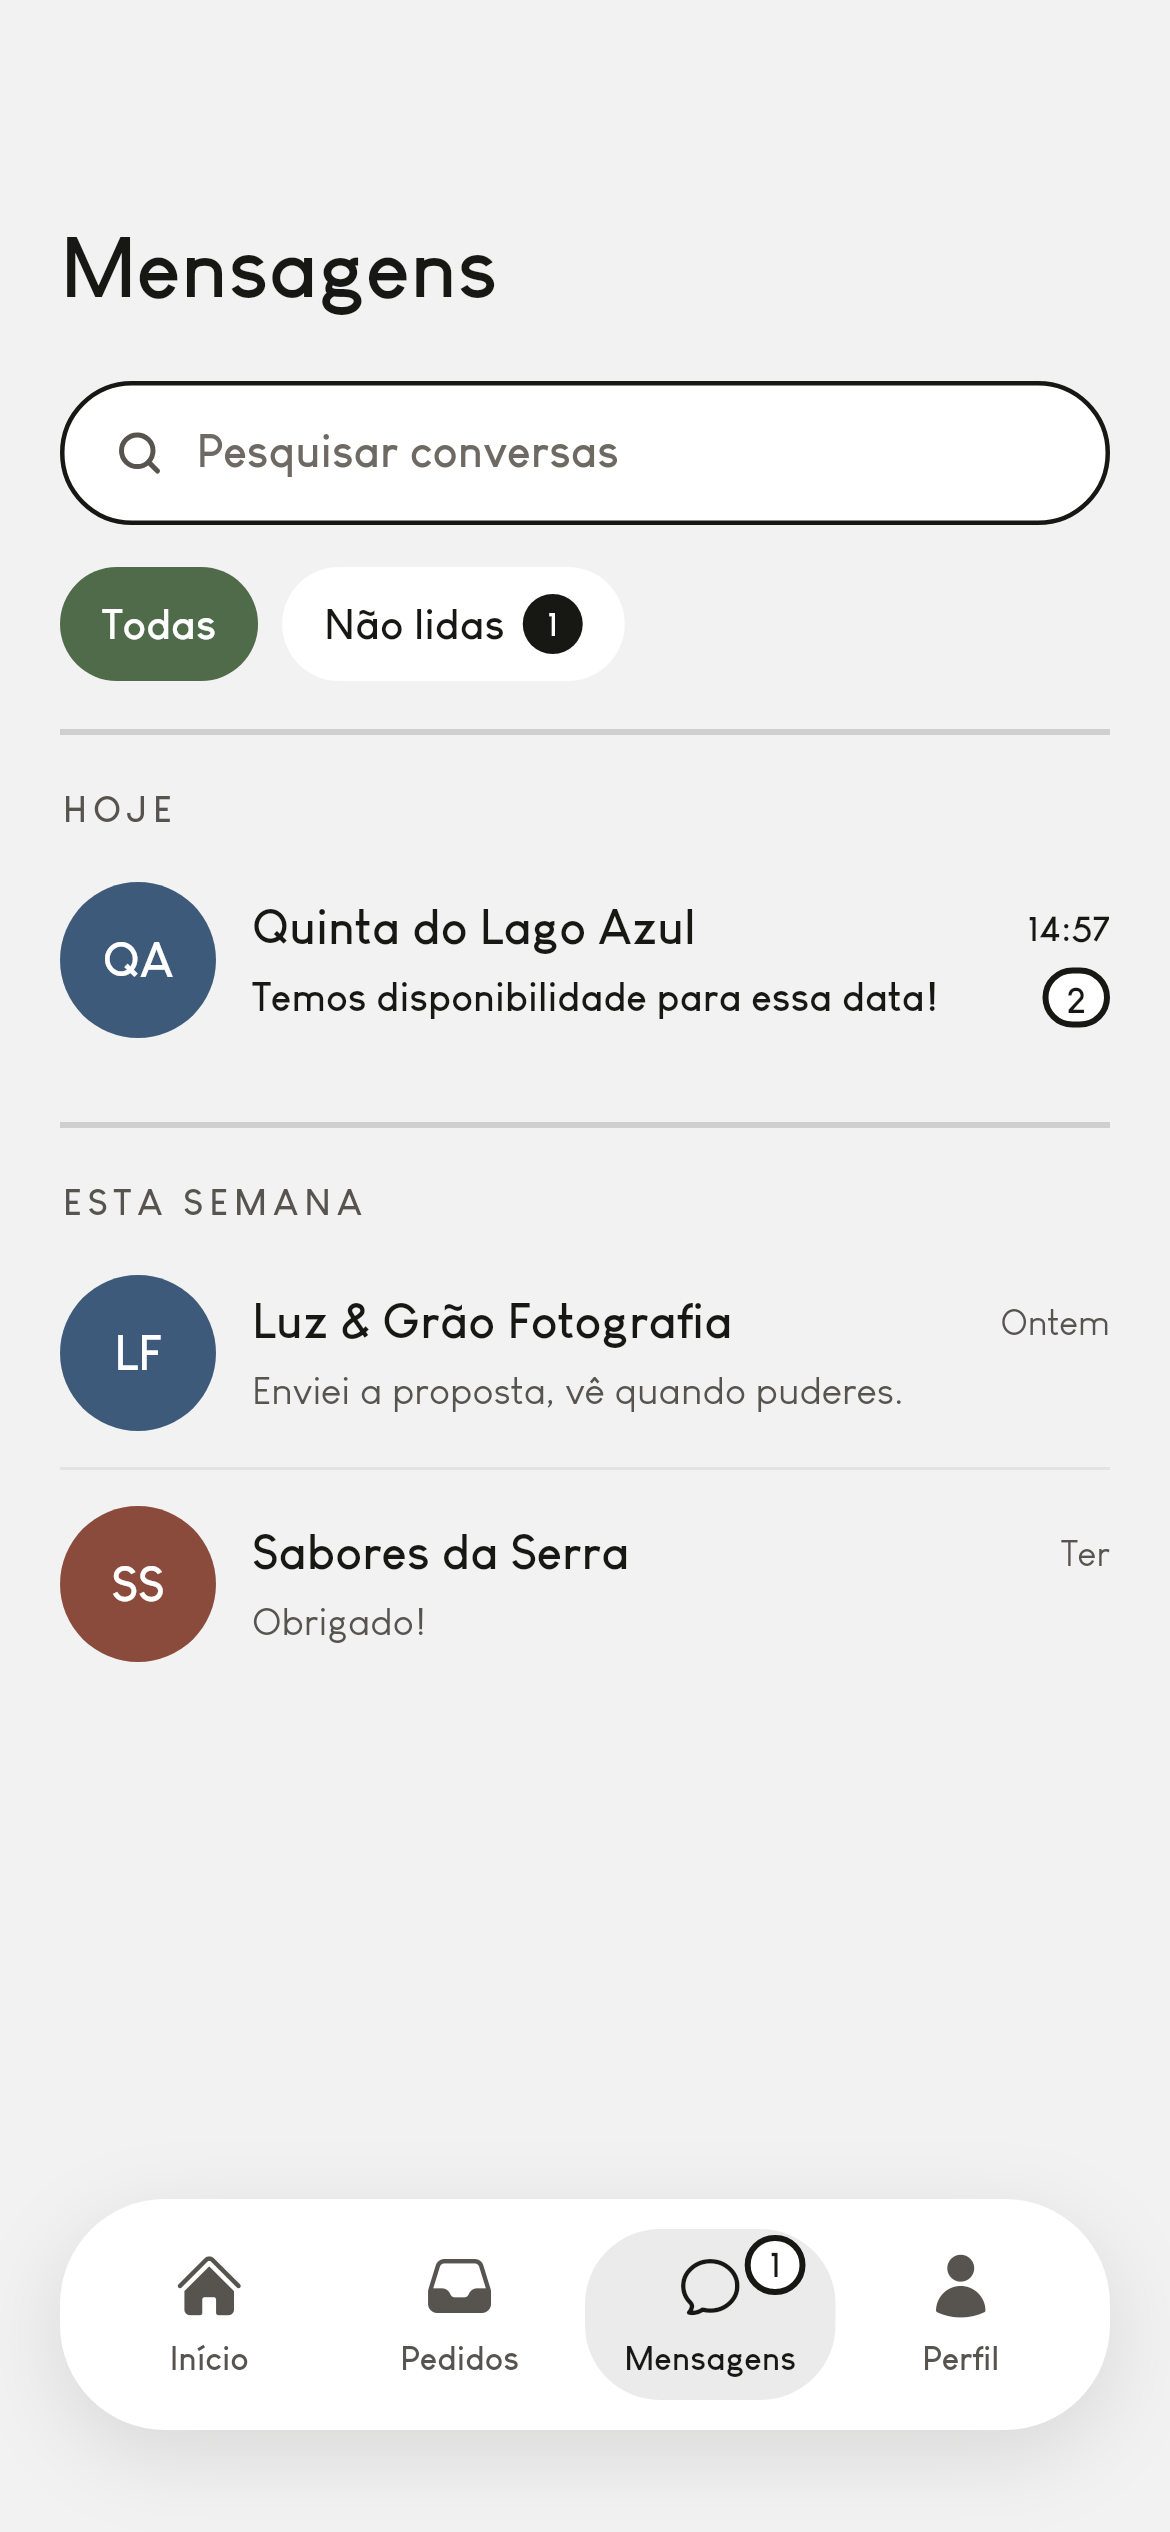 Mensagens
Pesquisar conversas
Todas
Não lidas 1
HOJE
QA
Quinta do Lago Azul
14:57
Temos disponibilidade para essa data!
2
ESTA SEMANA
LF
Luz & Grão Fotografia
Ontem
Enviei a proposta, vê quando puderes.
SS
Sabores da Serra
Ter
Obrigado!
1
Início
Pedidos
Mensagens
Perfil